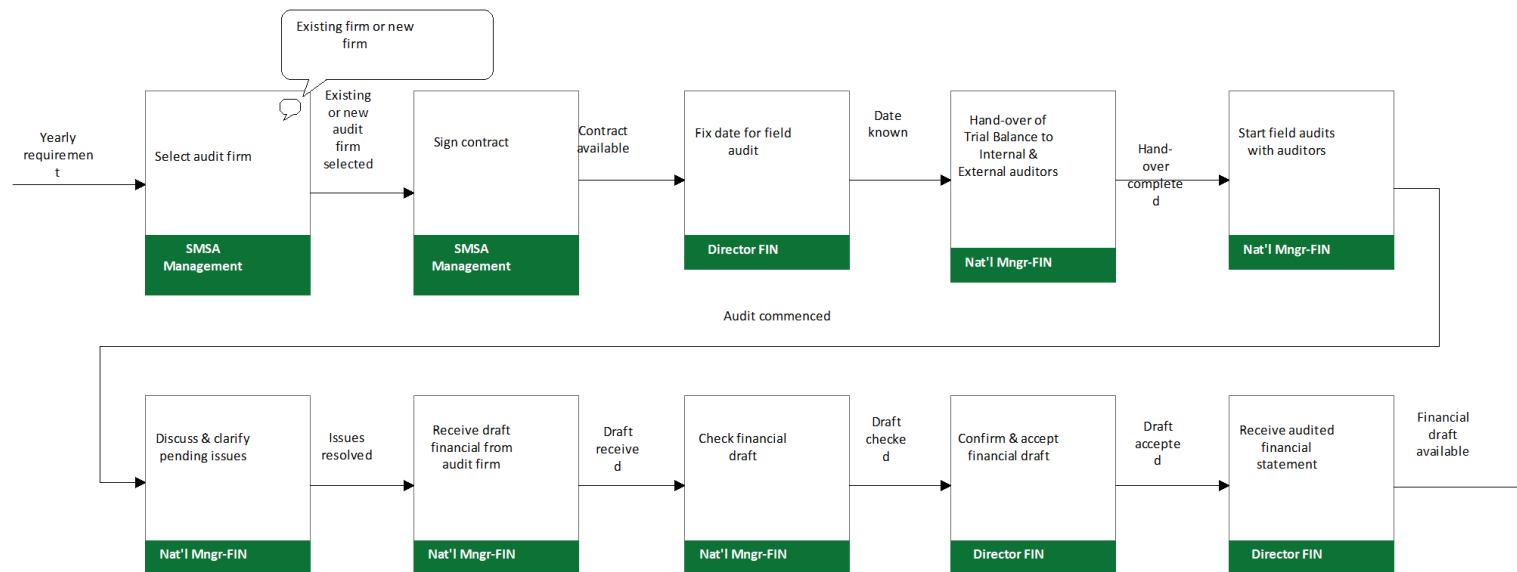 Existing firm or new
firm
Yearly
requiremen
t
Select audit firm
SMSA
Management
Existing
or new
audit
firm
selected
Sign contract
SMSA
Management
Contract
available
Fix date for field
audit
Director FIN
Date
known
Hand-over of
Trial Balance to
Internal &
External auditors
Nat'l Mngr-FIN
Hand-
over
complete
d
Start field audits
with auditors
Nat'l Mngr-FIN
Audit commenced
Discuss & clarify
pending issues
Nat'l Mngr-FIN
Issues
resolved
Receive draft
financial from
audit firm
Nat'l Mngr-FIN
Draft
receive
d
Check financial
draft
Nat'l Mngr-FIN
Draft
checke
d
Confirm & accept
financial draft
Director FIN
Draft
accepte
d
Receive audited
financial
statement
Director FIN
Financial
draft
available